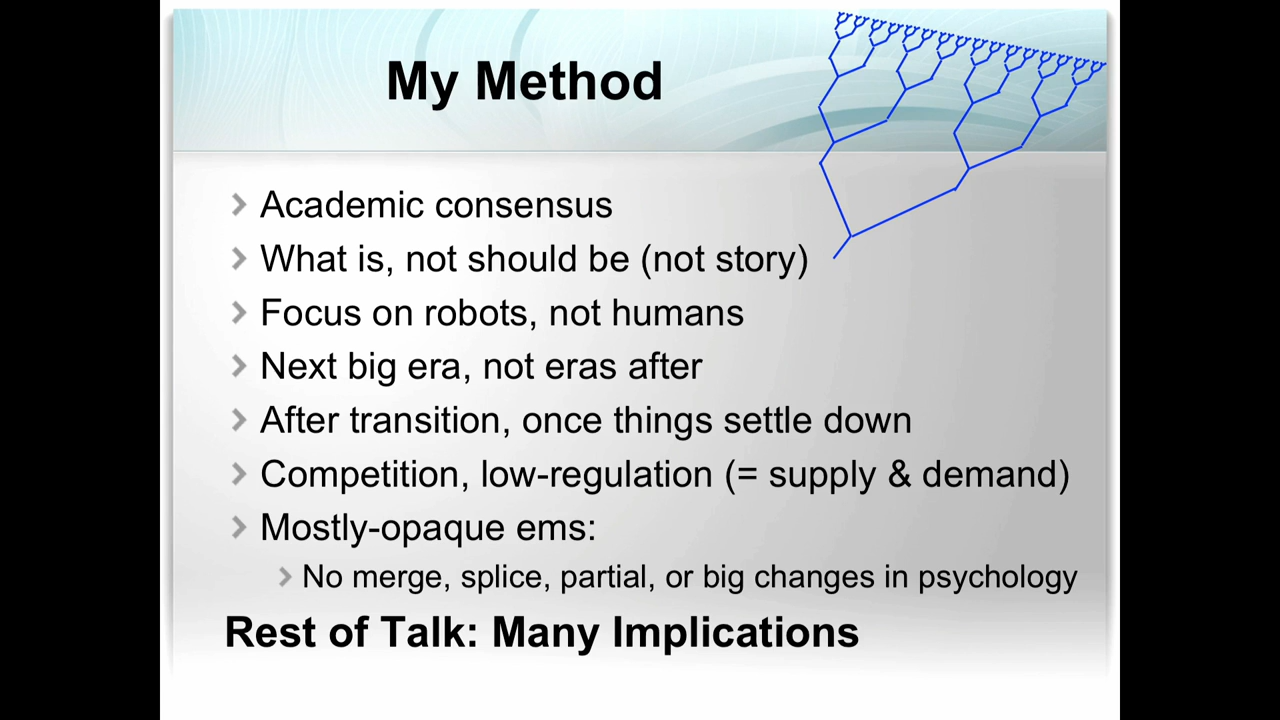 My Method
Academic consensus
What is, not should be (not story)
Focus on robots, not humans
Next big era, not eras after
After transition, once things settle down
Competition, low-regulation (= supply & demand)
Mostly-opaque ems:
No merge, splice, partial, or big changes in psychology
Rest of Talk: Many Implications